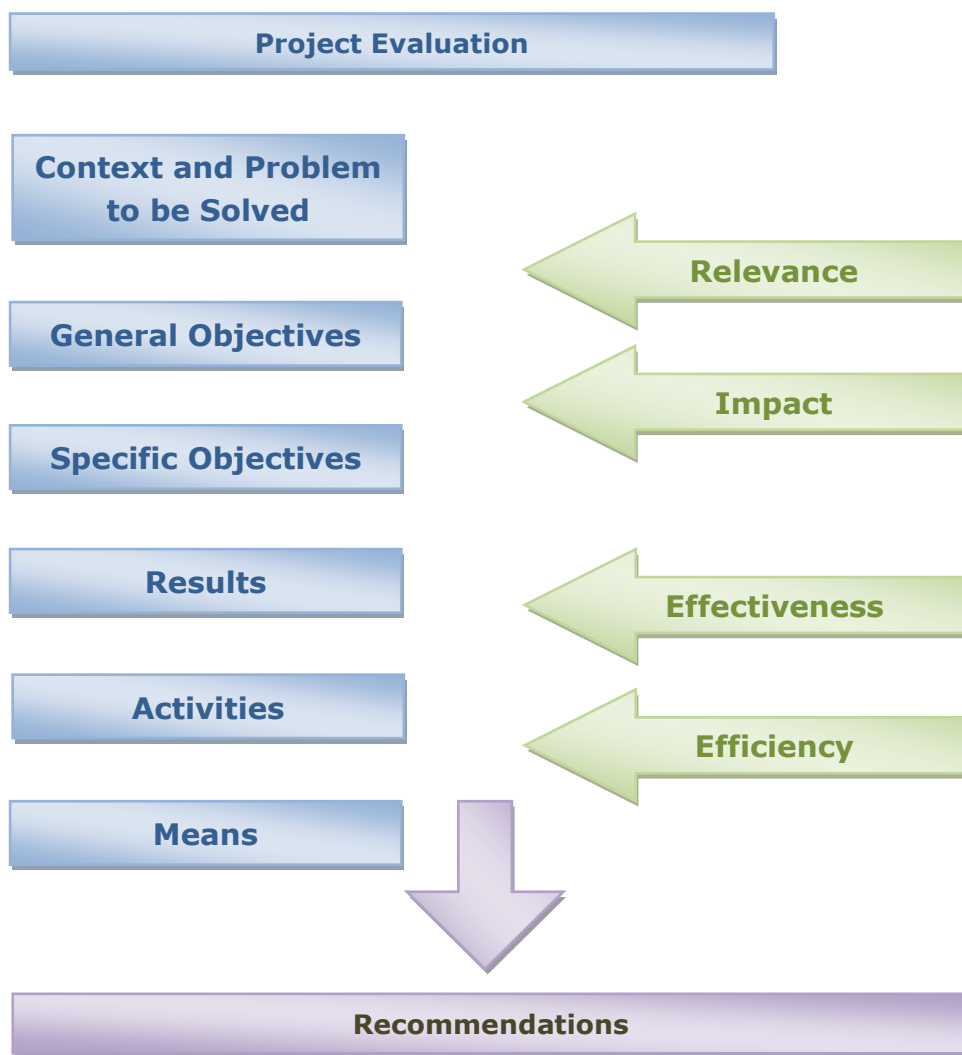 Project Evaluation
Context and Problem
to be Solved
Relevance
General Objectives
Impact
Specific Objectives
Results
Effectiveness
Activities
Efficiency
Means
Recommendations